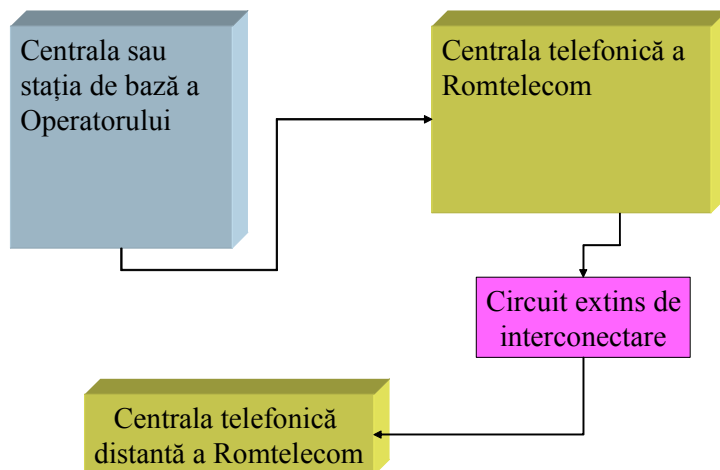 Centrala sau
stația de bază a
Operatorului
Centrala telefonică a
Romtelecom
Circuit extins de
interconectare
Centrala telefonică
distantă a Romtelecom